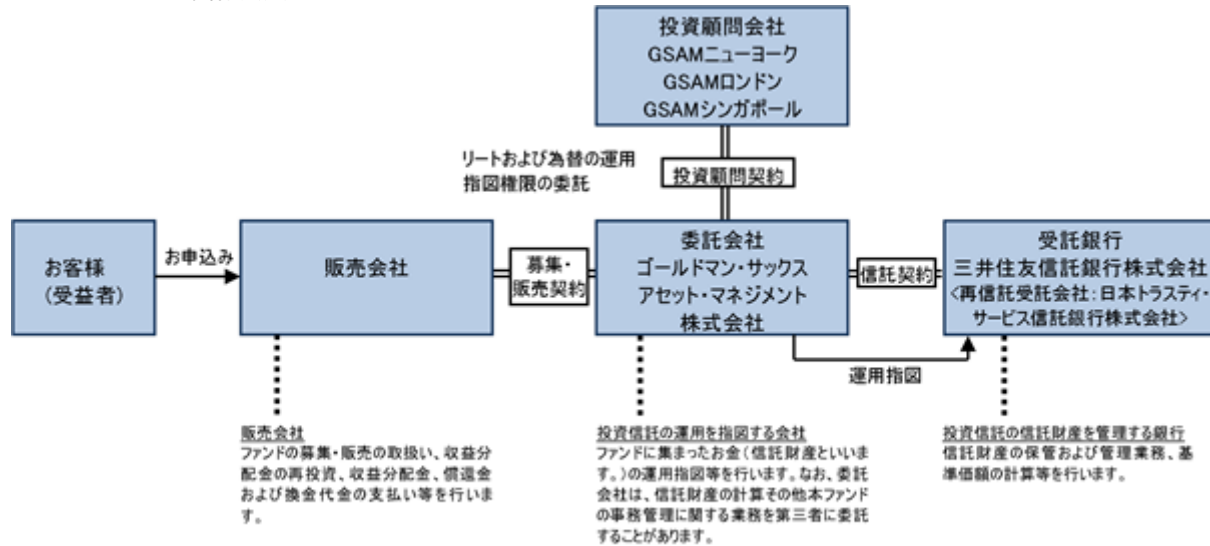 投資顧問会社
GSAMニューヨーク
GSAMロンドン
GSAMシンガポール
リートおよび為替の運用
指図権限の委託
投資顧問契約
お客様
(受益者)
お申込み
販売会社
募集・
販売契約
委託会社
ゴールドマン・サックス
アセット・マネジメント
株式会社
信託契約
受託銀行
三井住友信託銀行株式会社
<再信託受託会社:日本トラスティ・
サービス信託銀行株式会社>
運用指図
販売会社
ファンドの募集・販売の取扱い、収益分
配金の再投資、収益分配金、償還金
および換金代金の支払い等を行いま
す。
投資信託の運用を指図する会社
ファンドに集まったお金(信託財産といいま
す。)の運用指図等を行います。なお、委託
会社は、信託財産の計算その他本ファンド
の事務管理に関する業務を第三者に委託
することがあります。
投資信託の信託財産を管理する銀行
信託財産の保管および管理業務、基
準価額の計算等を行います。